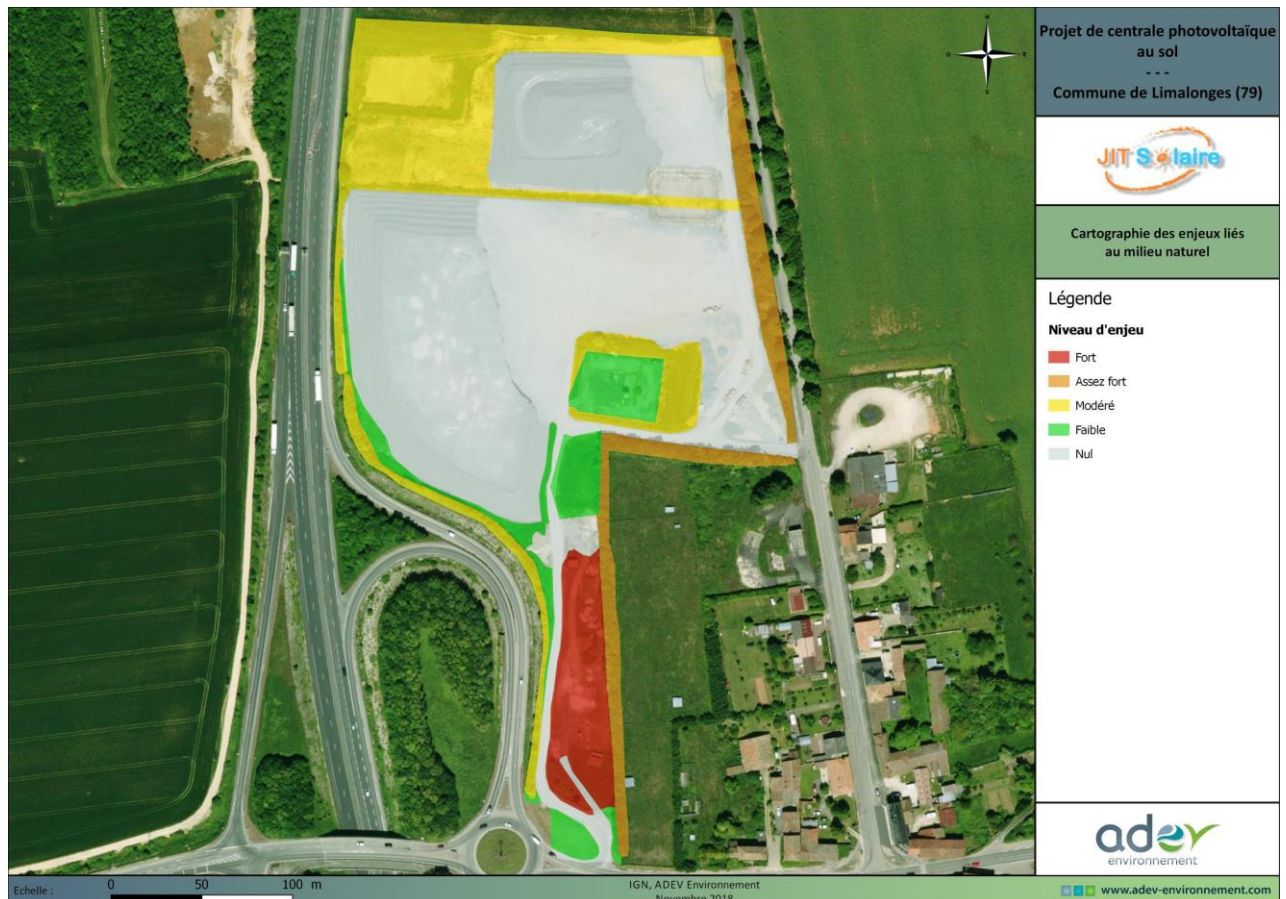 Projet de centrale photovoltaïque
au sol
- - -
Commune de Limalonges (79)
JIT Solaire
Cartographie des enjeux liés
au milieu naturel
Légende
Niveau d'enjeu
Fort
Assez fort
Modéré
Faible
Nul
adev
environnement
Echelle :
0 50 100 m
IGN, ADEV Environnement
Novembre 2018
www.adev-environnement.com